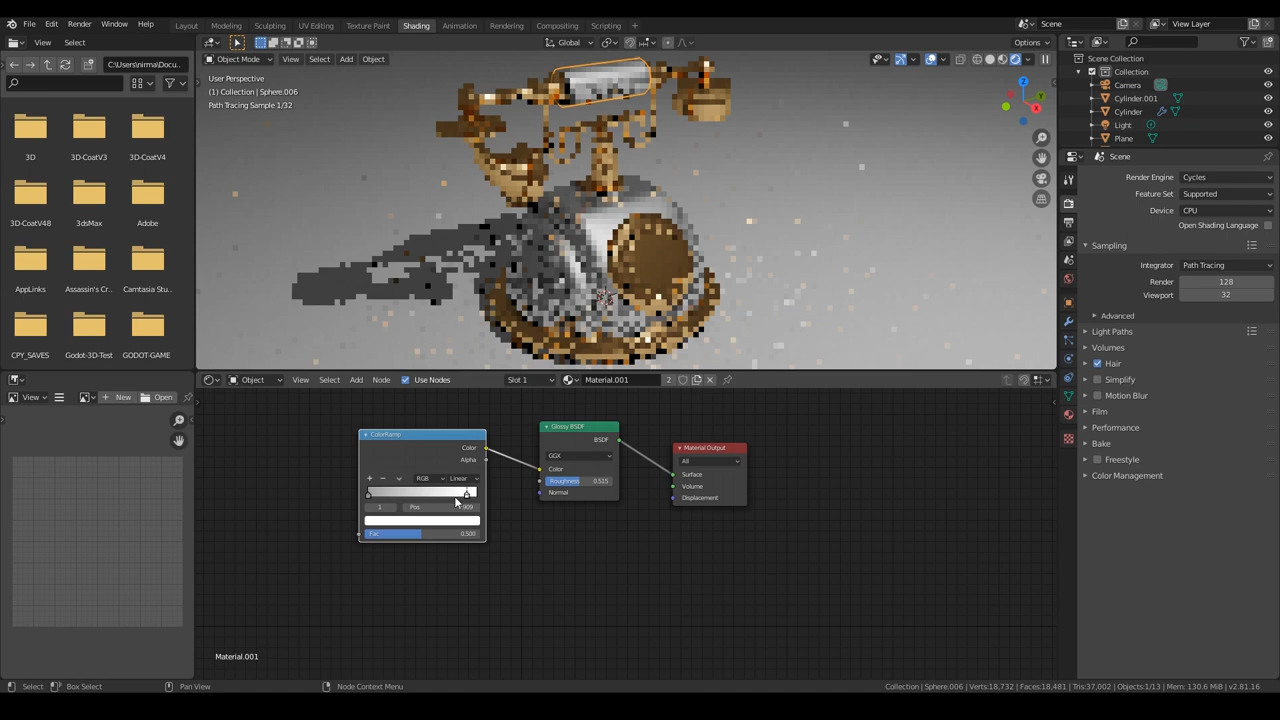 File Edit Render Window Help Layout Modeling Sculpting UV Editing Texture Paint Shading Animation Rendering Compositing Scripting + Scene View Layer
View Select Global Options
Object Mode View Select Add Object
C:\Users\nirma\Docu...
User Perspective
(1) Collection | Sphere.006
Path Tracing Sample 1/32
3D 3D-CoatV3 3D-CoatV4
3D-CoatV48 3dsMax Adobe
AppLinks Assassin's Cr.. Camtasia Stu...
CPY_SAVES Godot-3D-Test GODOT-GAME
X
Y
Z
Scene Collection
Collection
Camera
Cylinder.001
Cylinder
Light
Plane
Scene
Render Engine Cycles
Feature Set Supported
Device CPU
Open Shading Language
Sampling
Integrator Path Tracing
Render 128
Viewport 32
Advanced
Light Paths
Volumes
Hair
Simplify
Motion Blur
Film
Performance
Bake
Freestyle
Color Management
View + New Open
Object View Select Add Node Use Nodes Slot 1 Material.001 2
ColorRamp
Color
Alpha
+ − RGB Linear
1 Pos
Fac 0.500
Glossy BSDF
BSDF
GGX
Color
Roughness 0.515
Normal
Material Output
All
Surface
Volume
Displacement
Material.001
Select Box Select Pan View Node Context Menu Collection | Sphere.006 | Verts:18,732 | Faces:18,481 | Tris:37,002 | Objects:1/13 | Mem: 130.6 MiB | v2.81.16